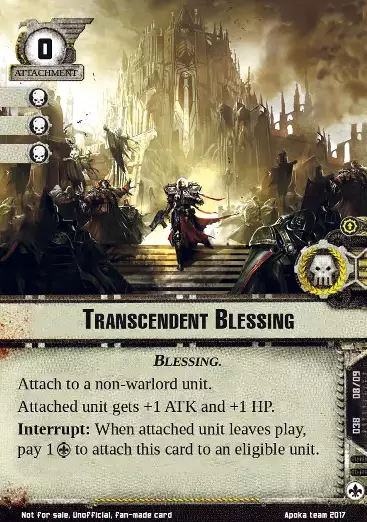 0
ATTACHMENT
TRANSCENDENT BLESSING
BLESSING.
Attach to a non-warlord unit.
Attached unit gets +1 ATK and +1 HP.
Interrupt: When attached unit leaves play,
pay 1 to attach this card to an eligible unit.
Not for sale. Unofficial, fan-made card
Apoka team 2017